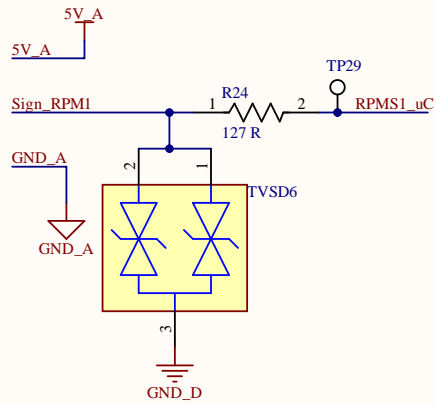 5V_A
5V_A
TP29
R24
Sign_RPM1
1
2
RPMS1_uC
127 R
GND_A
2
1
TVSD6
GND_A
3
GND_D